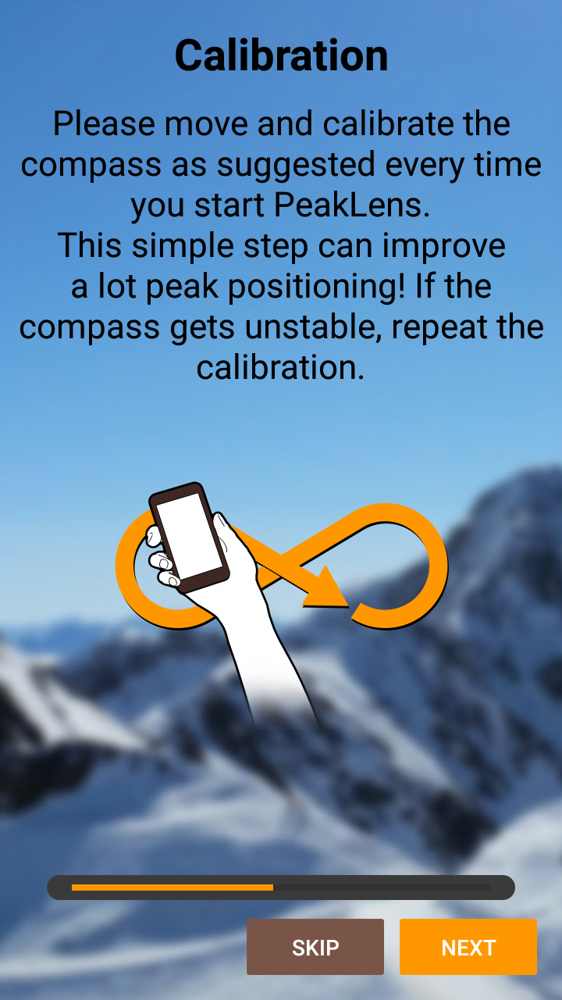 Calibration
Please move and calibrate the
compass as suggested every time
you start PeakLens.
This simple step can improve
a lot peak positioning! If the
compass gets unstable, repeat the
calibration.
SKIP
NEXT